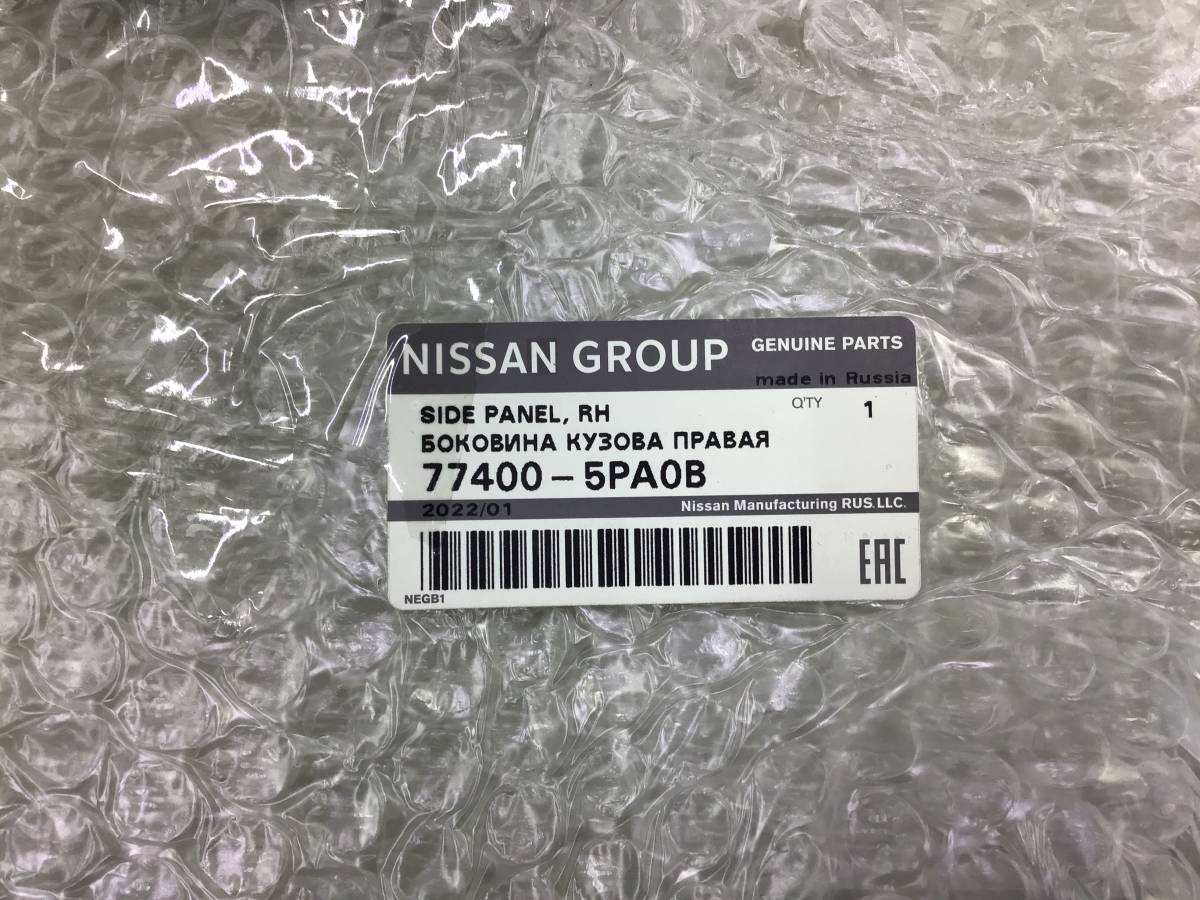 NISSAN GROUP GENUINE PARTS
made in Russia
SIDE PANEL, RH Q'TY 1
БОКОВИНА КУЗОВА ПРАВАЯ
77400-5PA0B
2022/01 Nissan Manufacturing RUS.LLC.
EAC
NEGB1